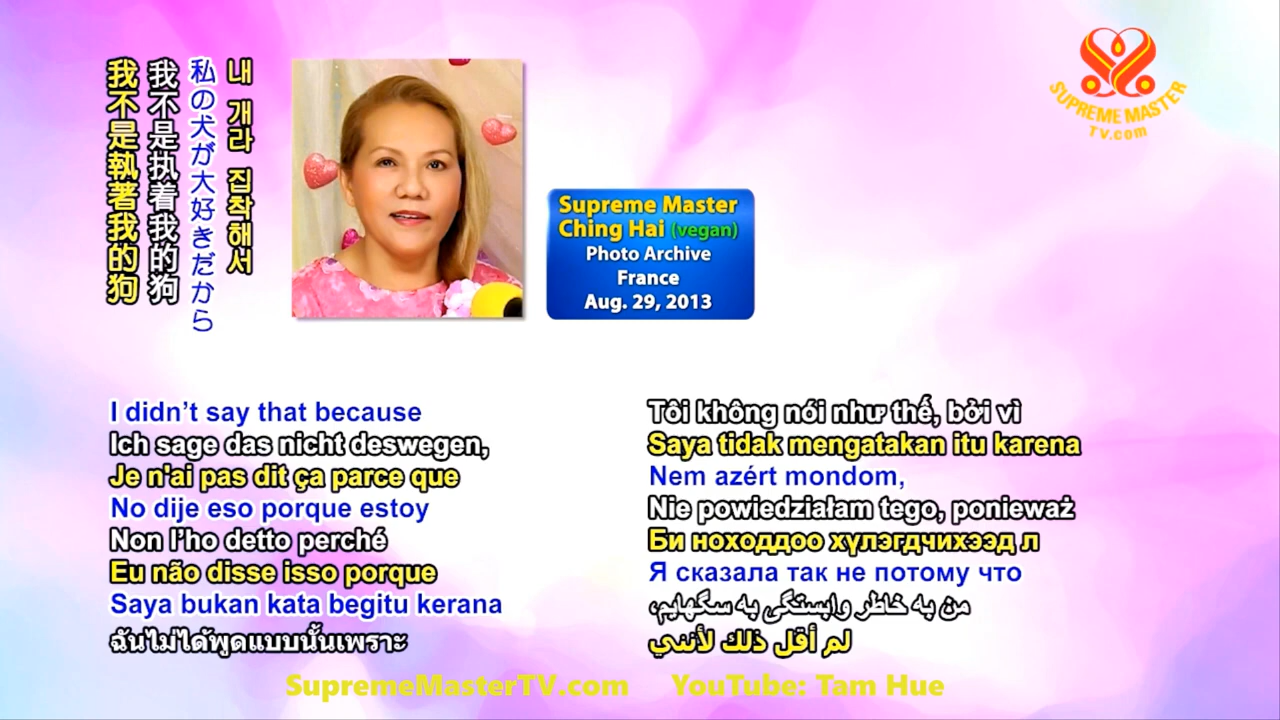 我不是執著我的狗
我不是执着我的狗
私の犬が大好きだから
내 개라 집착해서
SUPREME MASTER
TV.com
Supreme Master
Ching Hai (vegan)
Photo Archive
France
Aug. 29, 2013
I didn’t say that because
Ich sage das nicht deswegen,
Je n'ai pas dit ça parce que
No dije eso porque estoy
Non l’ho detto perché
Eu não disse isso porque
Saya bukan kata begitu kerana
ฉันไม่ได้พูดแบบนั้นเพราะ
Tôi không nói như thế, bởi vì
Saya tidak mengatakan itu karena
Nem azért mondom,
Nie powiedziałam tego, ponieważ
Би ноходдоо хүлэгдчихээд л
Я сказала так не потому что
من به خاطر وابستگی به سگهایم،
لم أقل ذلك لأنني
SupremeMasterTV.com YouTube: Tam Hue